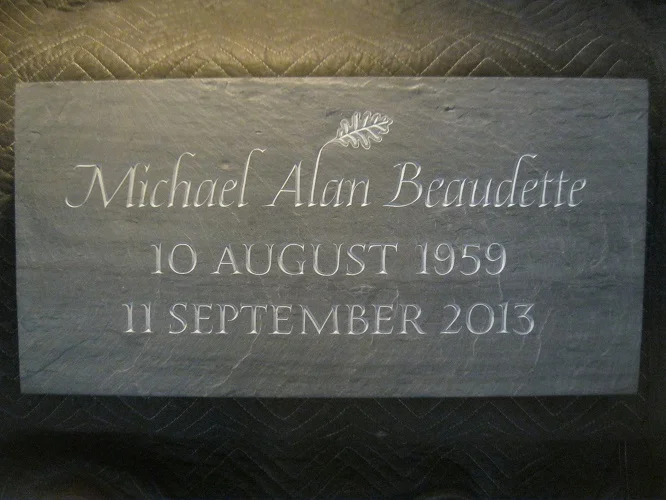 Michael Alan Beaudette
10 AUGUST 1959
11 SEPTEMBER 2013